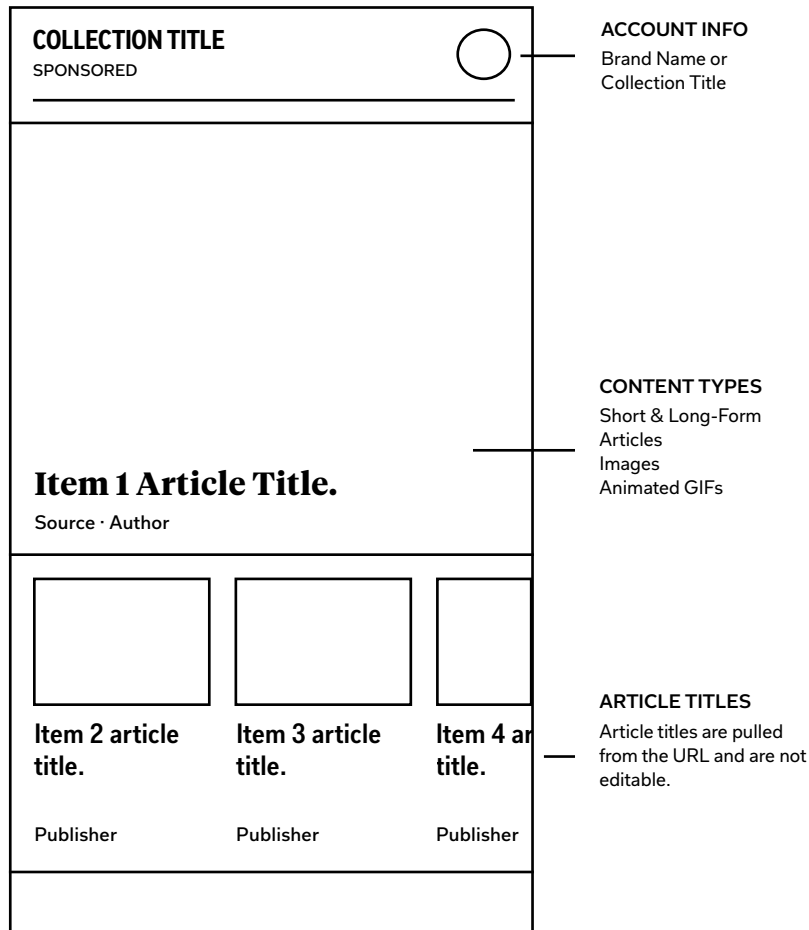 COLLECTION TITLE
SPONSORED
ACCOUNT INFO
Brand Name or
Collection Title
CONTENT TYPES
Short & Long-Form
Articles
Images
Animated GIFs
Item 1 Article Title.
Source · Author
Item 2 article
title.
Publisher
Item 3 article
title.
Publisher
Item 4 ar
title.
Publisher
ARTICLE TITLES
Article titles are pulled
from the URL and are not
editable.